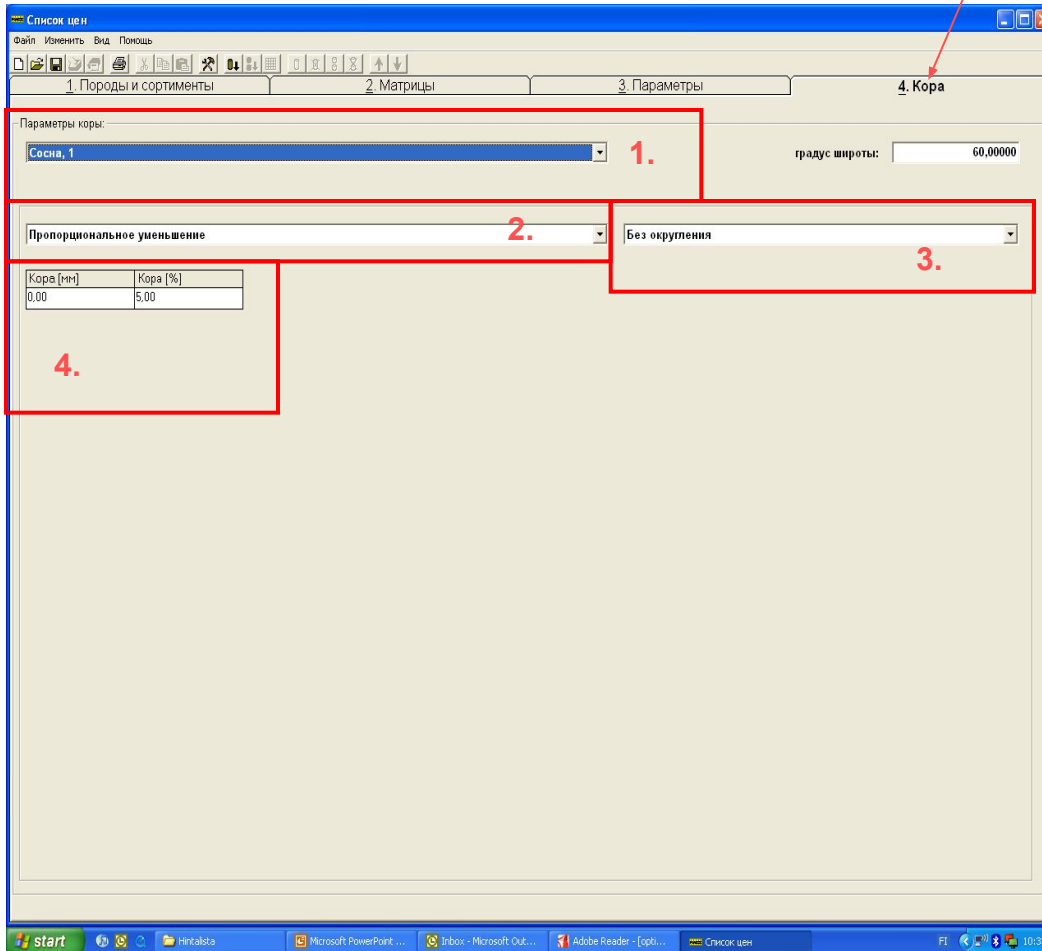 Список цен
Файл Изменить Вид Помощь
1. Породы и сортименты 2. Матрицы 3. Параметры 4. Кора
Параметры коры:
Сосна, 1 1. градус широты: 60,00000
Пропорциональное уменьшение 2. Без округления
3.
Кора [мм] Кора [%]
0,00 5,00
4.
start Hintalista Microsoft PowerPoint ... Inbox - Microsoft Out... Adobe Reader - [opti... Список цен FI